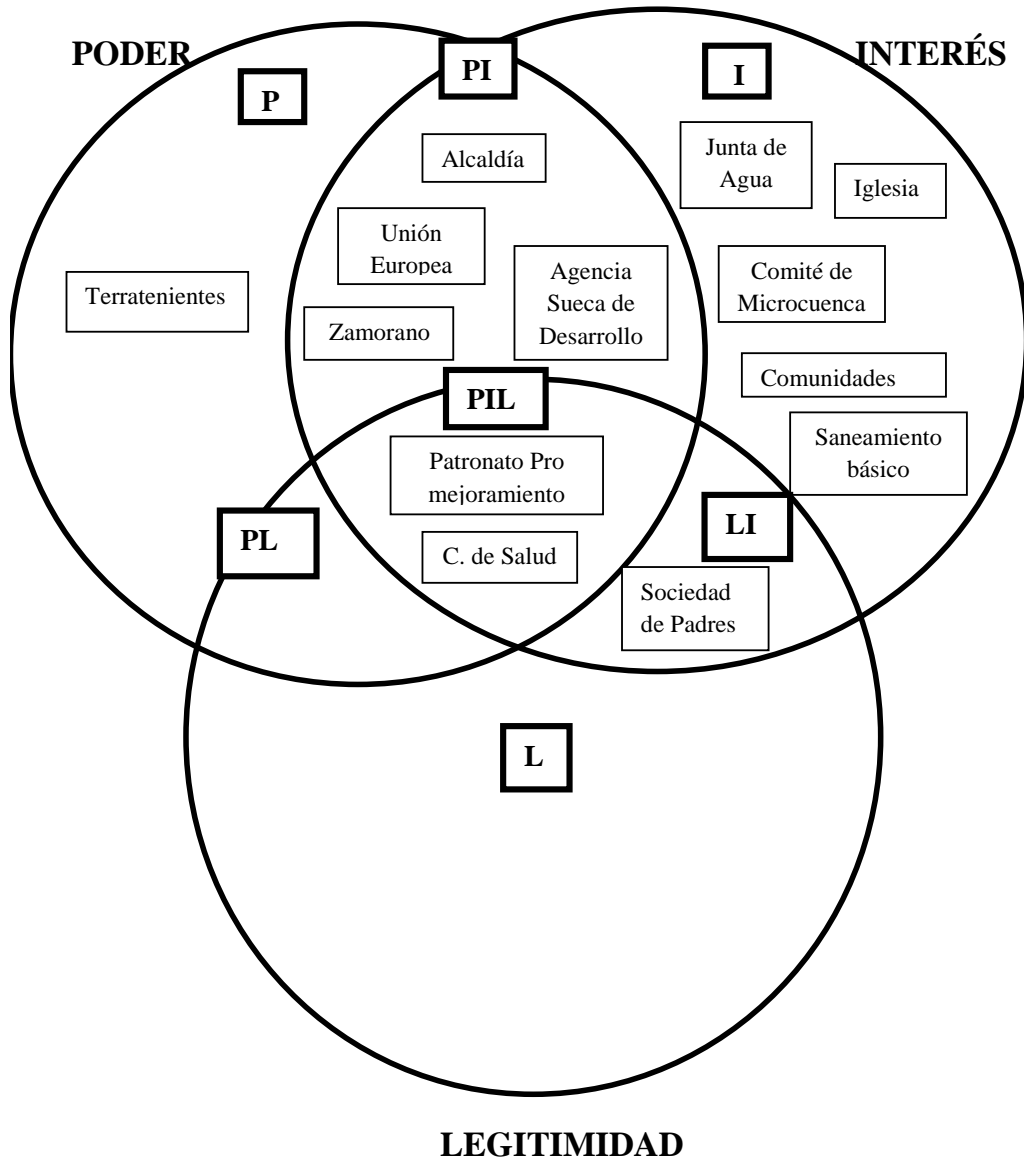 PODER
INTERÉS
P
PI
I
Alcaldía
Junta de
Agua
Iglesia
Unión
Europea
Agencia
Sueca de
Desarrollo
Comité de
Microcuenca
Terratenientes
Zamorano
Comunidades
PIL
Saneamiento
básico
Patronato Pro
mejoramiento
PL
LI
C. de Salud
Sociedad
de Padres
L
LEGITIMIDAD